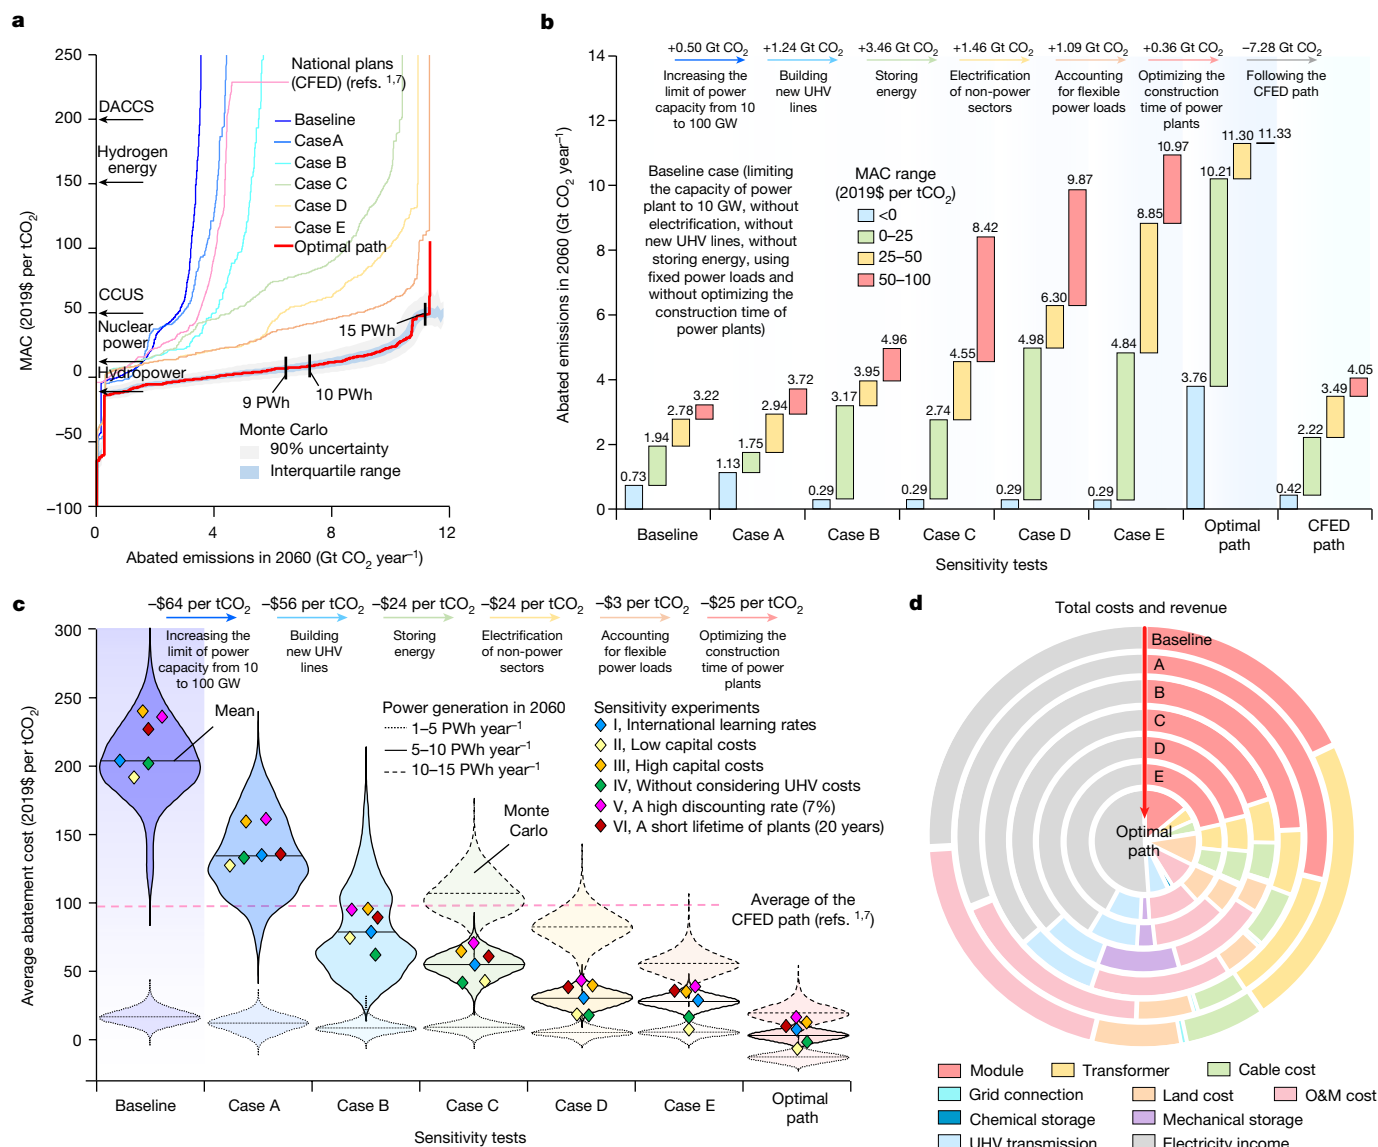 a
250
200
150
100
50
0
−50
−100
MAC (2019$ per tCO2)
DACCS
Hydrogen
energy
CCUS
Nuclear
power
Hydropower
National plans
(CFED) (refs. 1,7)
Baseline
CaseA
Case B
Case C
Case D
Case E
Optimal path
15 PWh
9 PWh
10 PWh
Monte Carlo
90% uncertainty
Interquartile range
0
4
8
12
Abated emissions in 2060 (Gt CO2 year−1)
b
+0.50 Gt CO2
+1.24 Gt CO2
+3.46 Gt CO2
+1.46 Gt CO2
+1.09 Gt CO2
+0.36 Gt CO2
−7.28 Gt CO2
Increasing the
limit of power
capacity from 10
to 100 GW
Building
new UHV
lines
Storing
energy
Electrification
of non-power
sectors
Accounting
for flexible
power loads
Optimizing the
construction
time of power
plants
Following the
CFED path
14
12
10
8
6
4
2
0
Abated emissions in 2060 (Gt CO2 year−1)
Baseline case (limiting
the capacity of power
plant to 10 GW, without
electrification, without
new UHV lines, without
storing energy, using
fixed power loads and
without optimizing the
construction time of
power plants)
MAC range
(2019$ per tCO2)
<0
0–25
25–50
50–100
0.73
1.94
2.78
3.22
1.13
1.75
2.94
3.72
0.29
3.17
3.95
4.96
0.29
2.74
4.55
8.42
0.29
4.98
6.30
9.87
0.29
4.84
8.85
10.97
3.76
10.21
11.30
11.33
0.42
2.22
3.49
4.05
Baseline
Case A
Case B
Case C
Case D
Case E
Optimal
path
CFED
path
Sensitivity tests
c
−$64 per tCO2
−$56 per tCO2
−$24 per tCO2
−$24 per tCO2
−$3 per tCO2
−$25 per tCO2
Increasing the
limit of power
capacity from 10
to 100 GW
Building
new UHV
lines
Storing
energy
Electrification
of non-power
sectors
Accounting
for flexible
power loads
Optimizing the
construction
time of power
plants
300
250
200
150
100
50
0
Average abatement cost (2019$ per tCO2)
Mean
Power generation in 2060
1–5 PWh year−1
5–10 PWh year−1
10–15 PWh year−1
Monte
Carlo
Sensitivity experiments
I, International learning rates
II, Low capital costs
III, High capital costs
IV, Without considering UHV costs
V, A high discounting rate (7%)
VI, A short lifetime of plants (20 years)
Average of the
CFED path (refs. 1,7)
Baseline
Case A
Case B
Case C
Case D
Case E
Optimal
path
Sensitivity tests
d
Total costs and revenue
Baseline
A
B
C
D
E
Optimal
path
Module
Transformer
Cable cost
Grid connection
Land cost
O&M cost
Chemical storage
Mechanical storage
UHV transmission
Electricity income